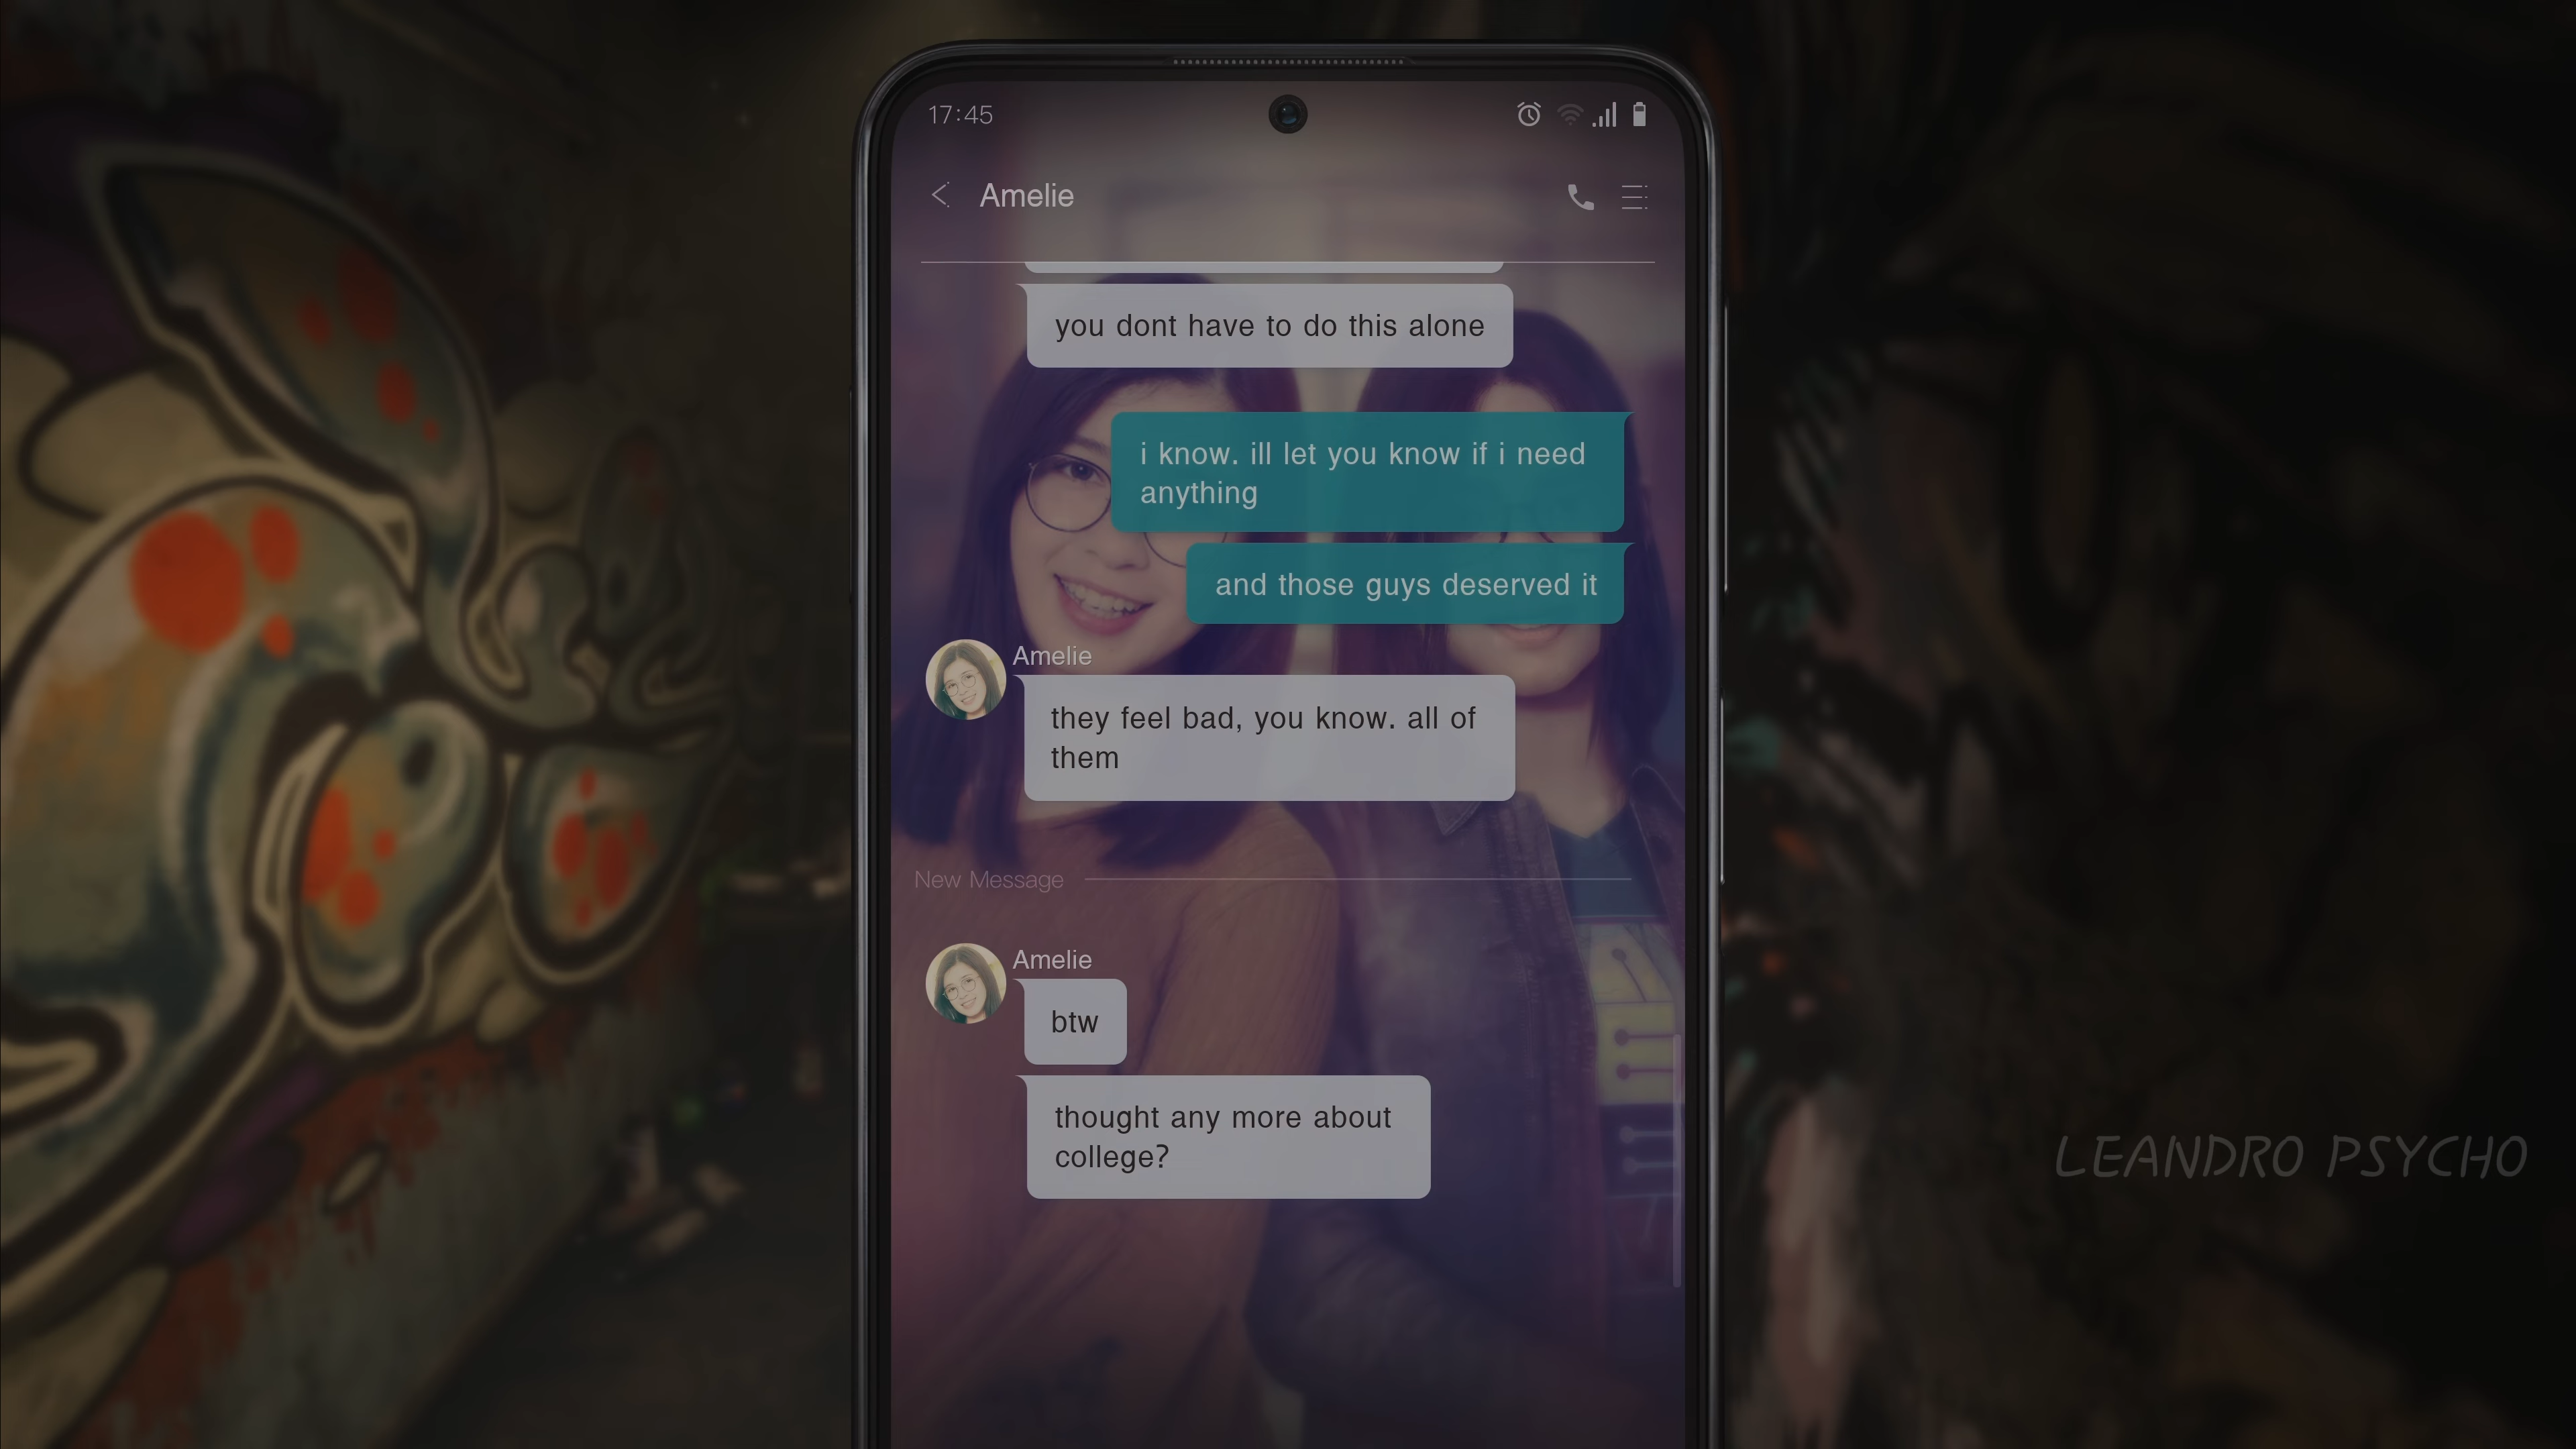 17:45
Amelie
you dont have to do this alone
i know. ill let you know if i need
anything
and those guys deserved it
Amelie
they feel bad, you know. all of
them
New Message
Amelie
btw
thought any more about
college?
LEANDRO PSYCHO